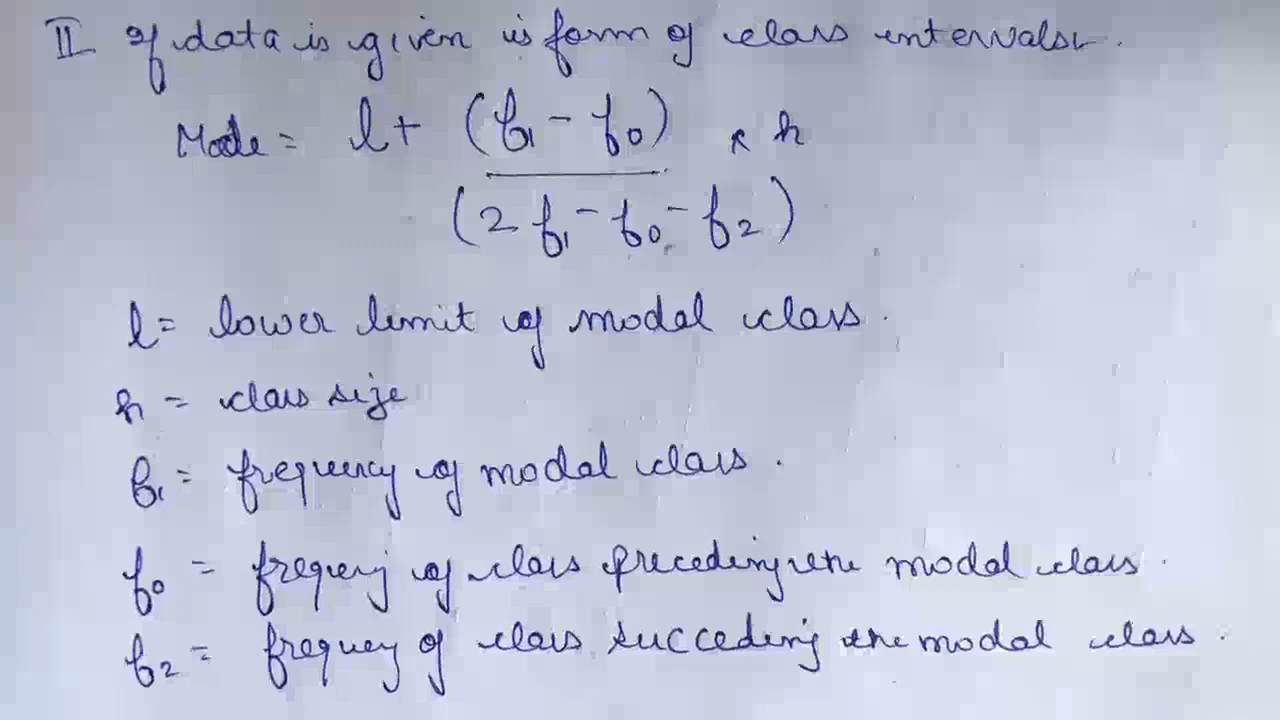 II If data is given is form of class intervals.
Mode = l + (f₁ - f₀) × h
(2f₁ - f₀ - f₂)
l = lower limit of modal class.
h = class size
f₁ = frequency of modal class.
f₀ = frequency of class preceding the modal class.
f₂ = frequency of class succeding the modal class.